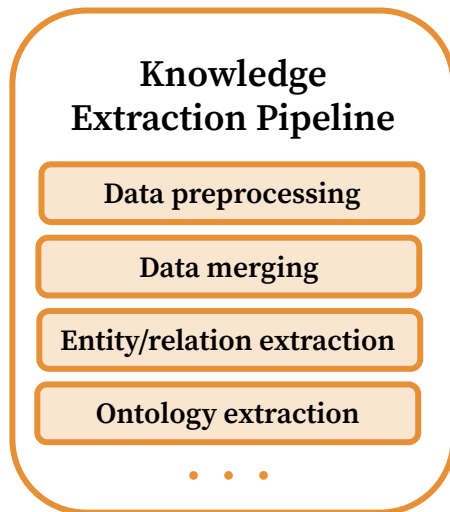 Knowledge
Extraction Pipeline
Data preprocessing
Data merging
Entity/relation extraction
Ontology extraction
. . .